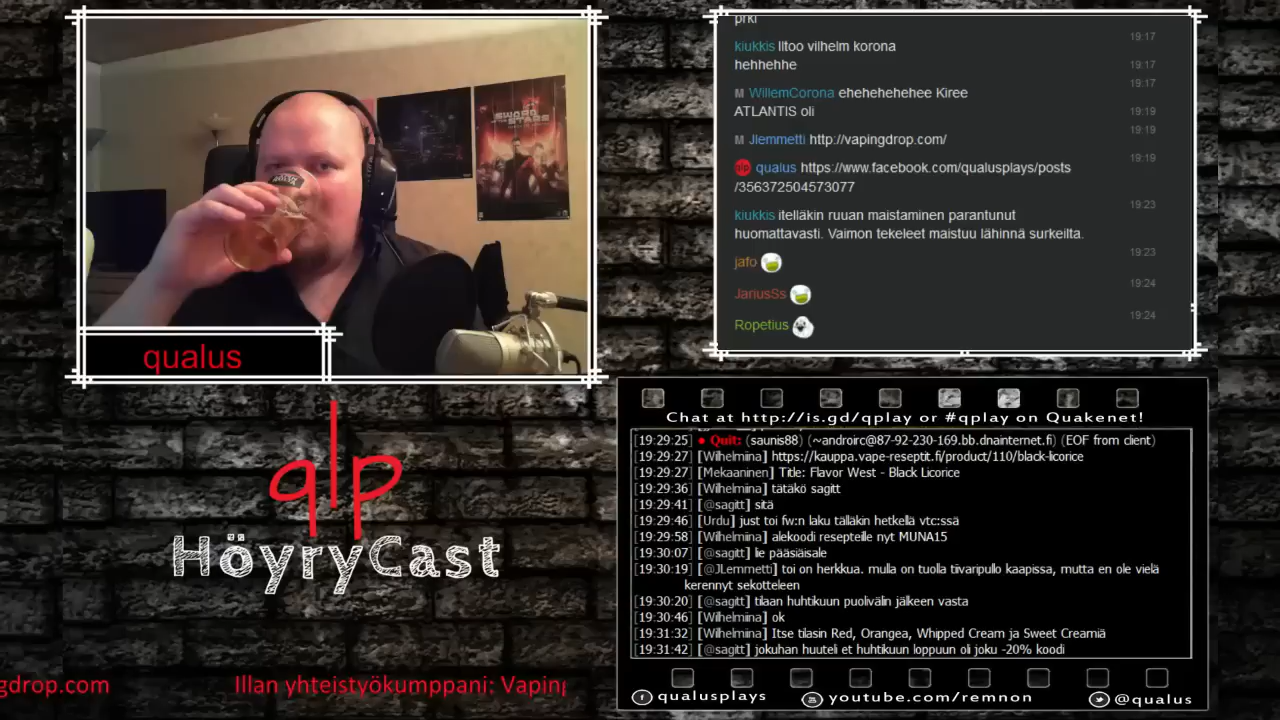 SWORD
OF THE
STARS
qualus
prki
kiukkis Iltoo vilhelm korona 19:17
hehhehhe 19:17
M WillemCorona ehehehehehee Kiree 19:17
ATLANTIS oli 19:19
M Jlemmetti http://vapingdrop.com/ 19:19
qlp qualus https://www.facebook.com/qualusplays/posts 19:19
/356372504573077
kiukkis itelläkin ruuan maistaminen parantunut 19:23
huomattavasti. Vaimon tekeleet maistuu lähinnä surkeilta.
jafo 19:23
JariusSs 19:24
Ropetius 19:24
qlp
HöyryCast
Chat at http://is.gd/qplay or #qplay on Quakenet!
[19:29:25] • Quit: (saunis88) (~androirc@87-92-230-169.bb.dnainternet.fi) (EOF from client)
[19:29:27] [Wilhelmina] https://kauppa.vape-reseptit.fi/product/110/black-licorice
[19:29:27] [Mekaaninen] Title: Flavor West - Black Licorice
[19:29:36] [Wilhelmina] tätäkö sagitt
[19:29:41] [@sagitt] sitä
[19:29:46] [Urdu] just toi fw:n laku tälläkin hetkellä vtc:ssä
[19:29:58] [Wilhelmina] alekoodi resepteille nyt MUNA15
[19:30:07] [@sagitt] lie pääsiäisale
[19:30:19] [@JLemmetti] toi on herkkua. mulla on tuolla tiivaripullo kaapissa, mutta en ole vielä
kerennyt sekotteleen
[19:30:20] [@sagitt] tilaan huhtikuun puolivälin jälkeen vasta
[19:30:46] [Wilhelmina] ok
[19:31:32] [Wilhelmina] Itse tilasin Red, Orangea, Whipped Cream ja Sweet Creamiä
[19:31:42] [@sagitt] jokuhan huuteli et huhtikuun loppuun oli joku -20% koodi
gdrop.com Illan yhteistyökumppani: Vaping
qualusplays youtube.com/remnon @qualus